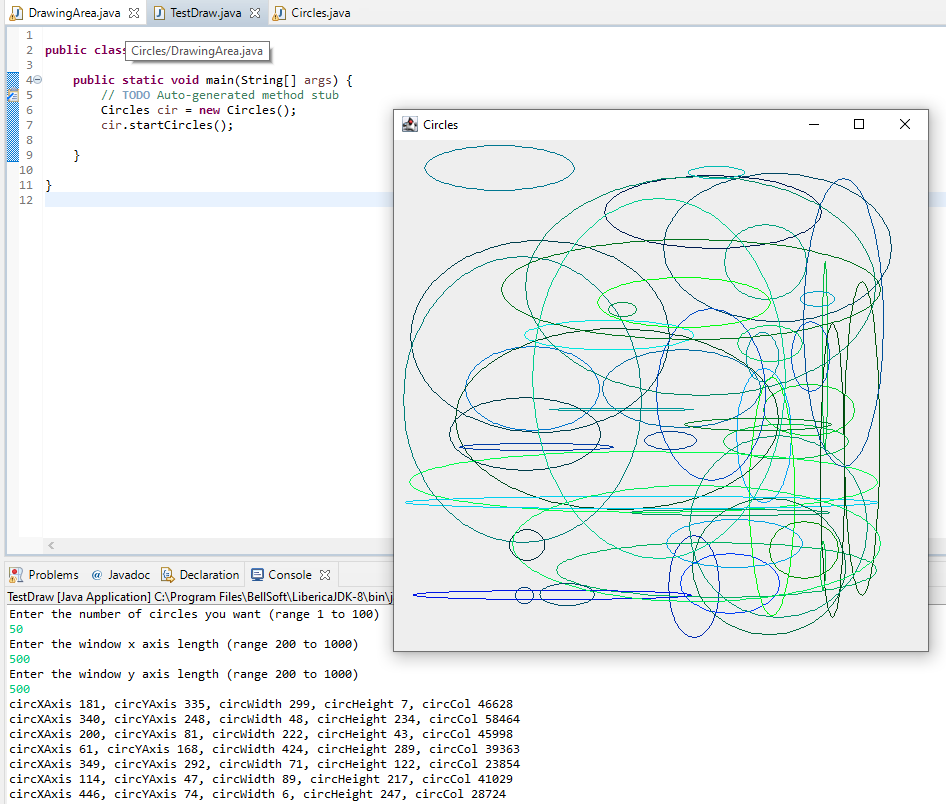 DrawingArea.java TestDraw.java Circles.java
1
2 public class
Circles/DrawingArea.java
3
4 public static void main(String[] args) {
5 // TODO Auto-generated method stub
6 Circles cir = new Circles();
7 cir.startCircles();
8
9 }
10
11 }
12
Circles
Problems @ Javadoc Declaration Console
TestDraw [Java Application] C:\Program Files\BellSoft\LibericaJDK-8\bin\j
Enter the number of circles you want (range 1 to 100)
50
Enter the window x axis length (range 200 to 1000)
500
Enter the window y axis length (range 200 to 1000)
500
circXAxis 181, circYAxis 335, circWidth 299, circHeight 7, circCol 46628
circXAxis 340, circYAxis 248, circWidth 48, circHeight 234, circCol 58464
circXAxis 200, circYAxis 81, circWidth 222, circHeight 43, circCol 45998
circXAxis 61, circYAxis 168, circWidth 424, circHeight 289, circCol 39363
circXAxis 349, circYAxis 292, circWidth 71, circHeight 122, circCol 23854
circXAxis 114, circYAxis 47, circWidth 89, circHeight 217, circCol 41029
circXAxis 446, circYAxis 74, circWidth 6, circHeight 247, circCol 28724